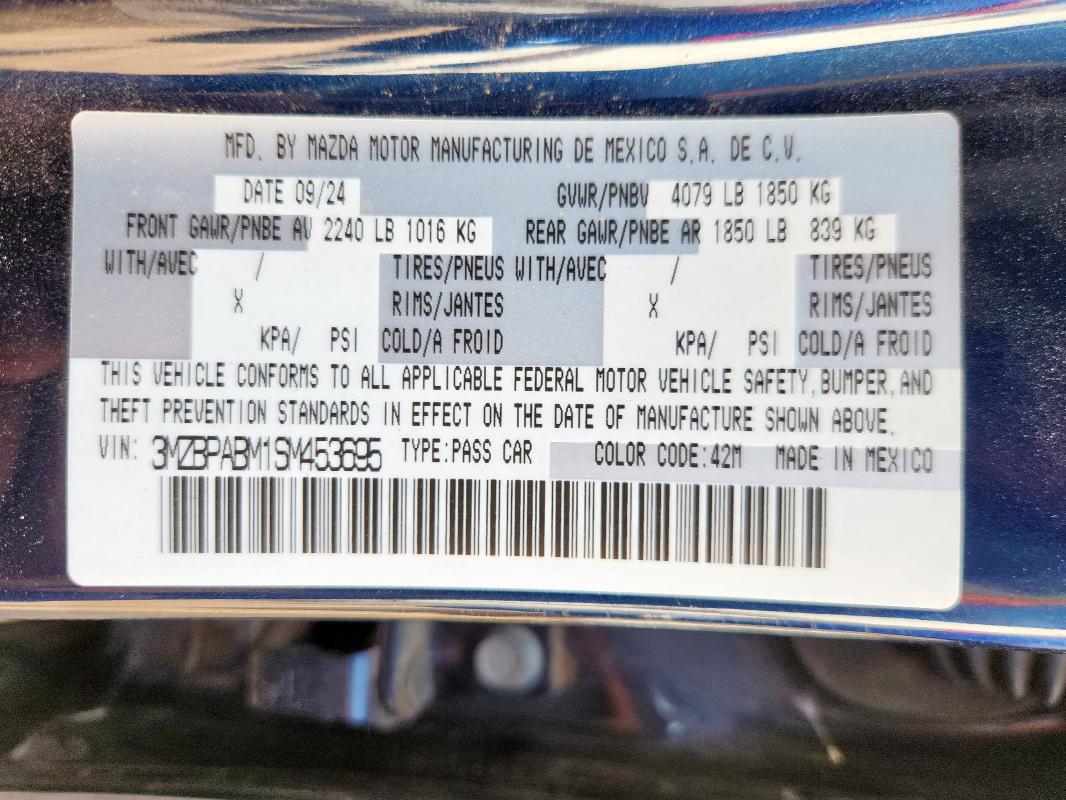 MFD. BY MAZDA MOTOR MANUFACTURING DE MEXICO S.A. DE C.V.
DATE 09/24 GVWR/PNBV 4079 LB 1850 KG
FRONT GAWR/PNBE AV 2240 LB 1016 KG REAR GAWR/PNBE AR 1850 LB 839 KG
WITH/AVEC / TIRES/PNEUS WITH/AVEC / TIRES/PNEUS
X RIMS/JANTES X RIMS/JANTES
KPA/ PSI COLD/A FROID KPA/ PSI COLD/A FROID
THIS VEHICLE CONFORMS TO ALL APPLICABLE FEDERAL MOTOR VEHICLE SAFETY, BUMPER, AND
THEFT PREVENTION STANDARDS IN EFFECT ON THE DATE OF MANUFACTURE SHOWN ABOVE.
VIN: 3MZBPABM1SM453695 TYPE:PASS CAR COLOR CODE:42M MADE IN MEXICO